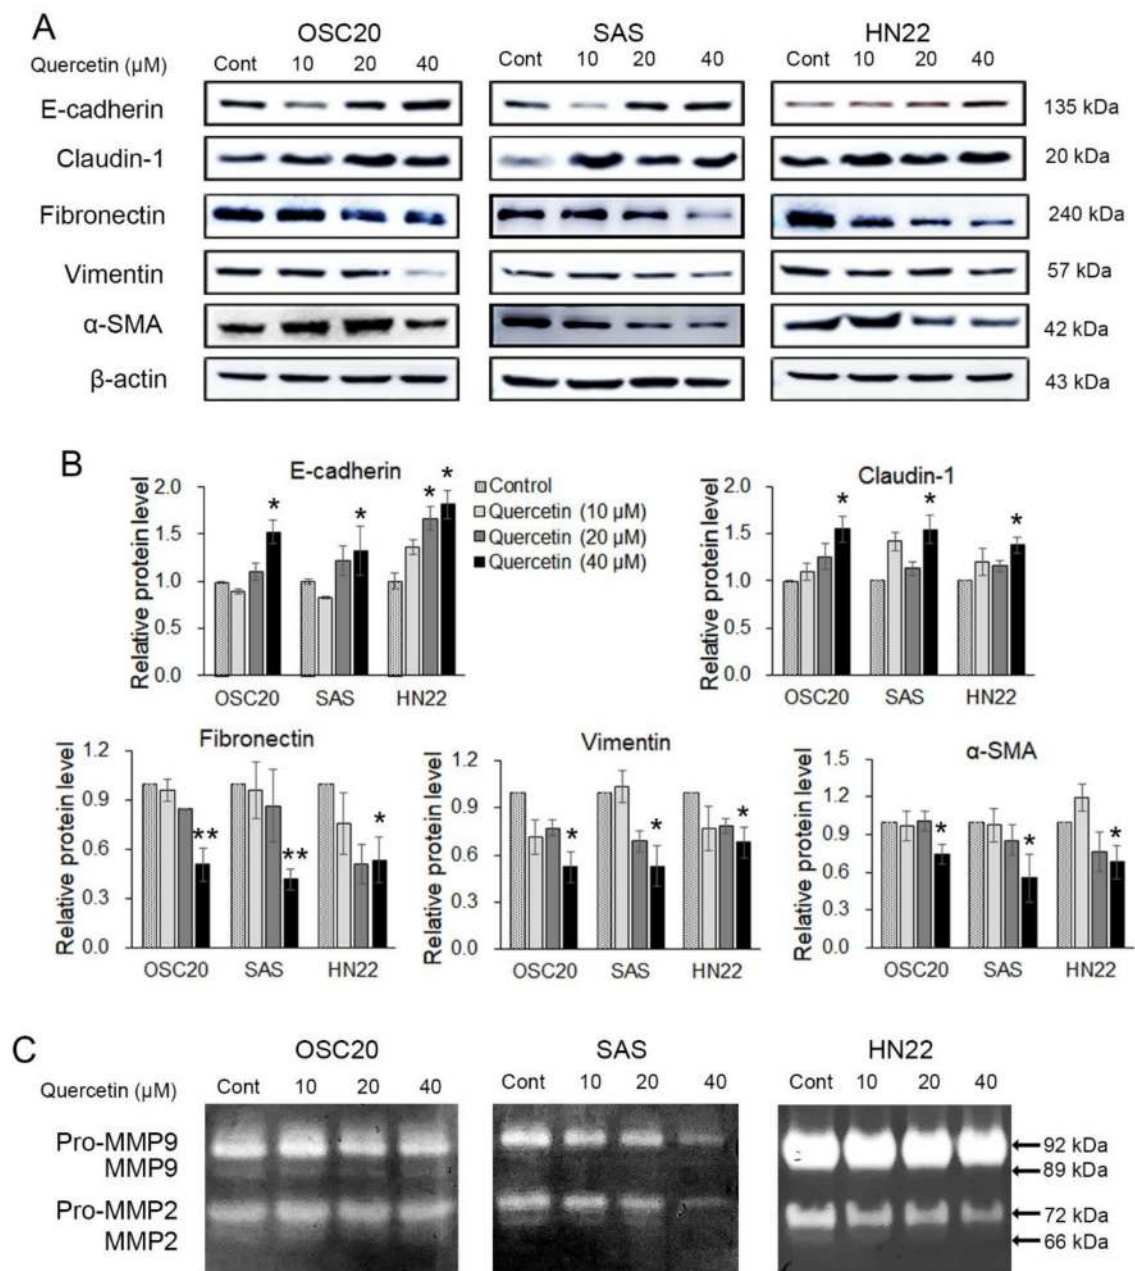 A
OSC20 SAS HN22
Quercetin (µM) Cont 10 20 40 Cont 10 20 40 Cont 10 20 40
E-cadherin 135 kDa
Claudin-1 20 kDa
Fibronectin 240 kDa
Vimentin 57 kDa
α-SMA 42 kDa
β-actin 43 kDa
B
E-cadherin
Relative protein level
2.0
1.5
1.0
0.5
0.0
* * * *
OSC20 SAS HN22
Control
Quercetin (10 µM)
Quercetin (20 µM)
Quercetin (40 µM)
Claudin-1
Relative protein level
2.0
1.5
1.0
0.5
0.0
* * *
OSC20 SAS HN22
Fibronectin
Relative protein level
1.2
0.9
0.6
0.3
0.0
** ** *
OSC20 SAS HN22
Vimentin
Relative protein level
1.2
0.9
0.6
0.3
0.0
* * *
OSC20 SAS HN22
α-SMA
Relative protein level
1.5
1.2
0.9
0.6
0.3
0.0
* * *
OSC20 SAS HN22
C
OSC20 SAS HN22
Quercetin (µM) Cont 10 20 40 Cont 10 20 40 Cont 10 20 40
Pro-MMP9 92 kDa
MMP9 89 kDa
Pro-MMP2 72 kDa
MMP2 66 kDa